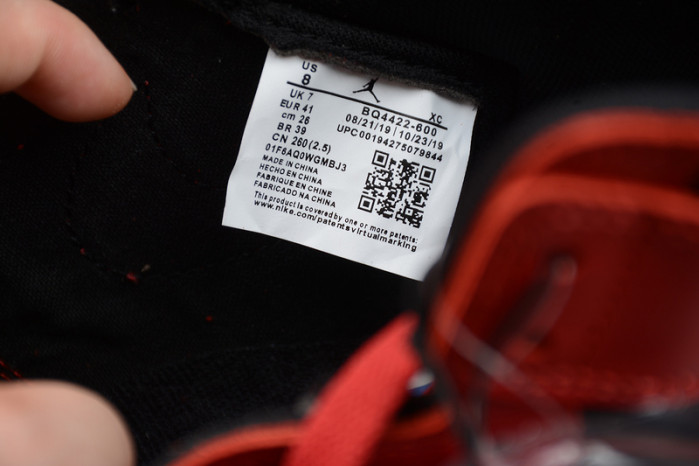 US
8
UK 7
EUR 41
cm 26
BR 39
CN 260(2.5)
01F6AQ0WGMBJ3
MADE IN CHINA
HECHO EN CHINA
FABRIQUE EN CHINE
FABRICADO NA CHINA
XC
BQ4422-600
08/21/19 | 10/23/19
UPC00194275079844
This product is covered by one or more patents:
www.nike.com/patentsvirtualmarking